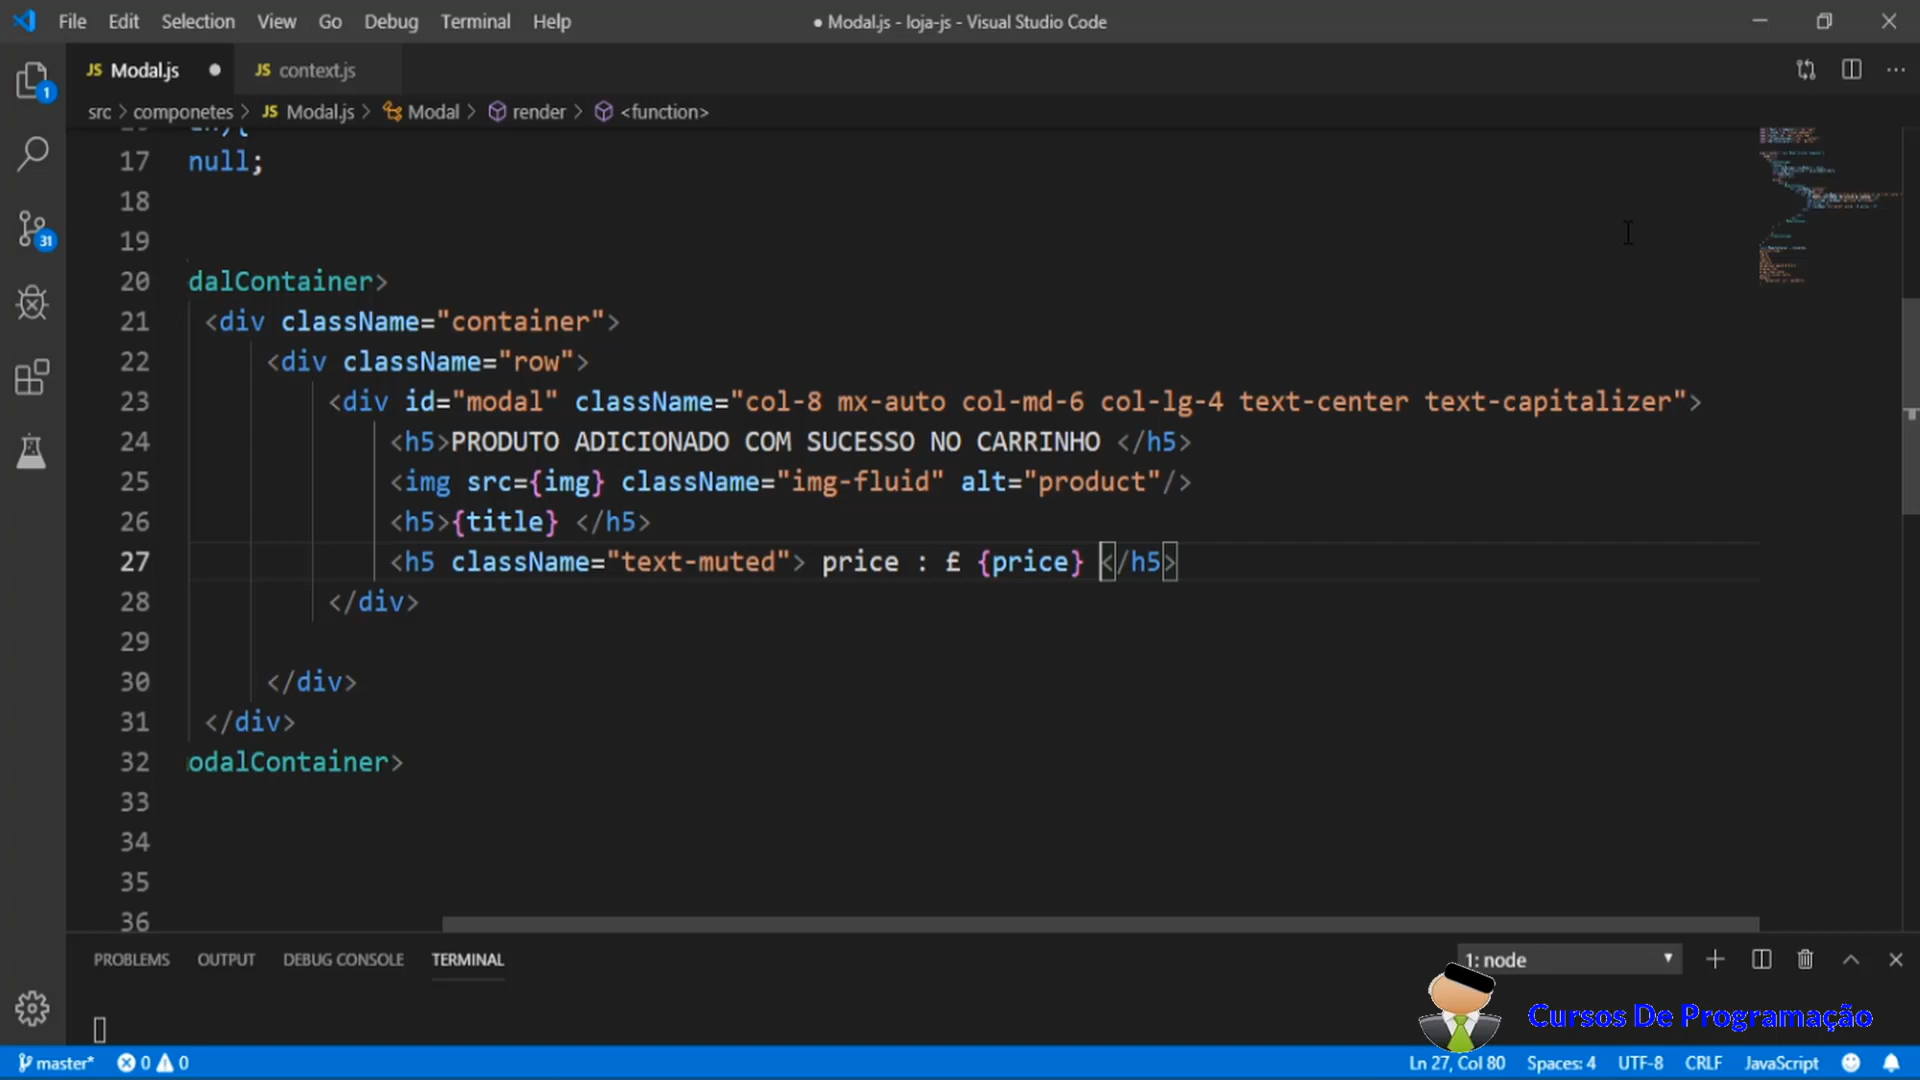 File Edit Selection View Go Debug Terminal Help
● Modal.js - loja-js - Visual Studio Code
JS Modal.js ● JS context.js
1
src > componetes > JS Modal.js > Modal > render > <function>
17 null;
18
31
19
20 dalContainer>
21 <div className="container">
22 <div className="row">
23 <div id="modal" className="col-8 mx-auto col-md-6 col-lg-4 text-center text-capitalizer">
24 <h5>PRODUTO ADICIONADO COM SUCESSO NO CARRINHO </h5>
25 <img src={img} className="img-fluid" alt="product"/>
26 <h5>{title} </h5>
27 <h5 className="text-muted"> price : £ {price} </h5>
28 </div>
29
30 </div>
31 </div>
32 odalContainer>
33
34
35
36
PROBLEMS OUTPUT DEBUG CONSOLE TERMINAL 1: node
Cursos De Programação
master* 0 0 Ln 27, Col 80 Spaces: 4 UTF-8 CRLF JavaScript